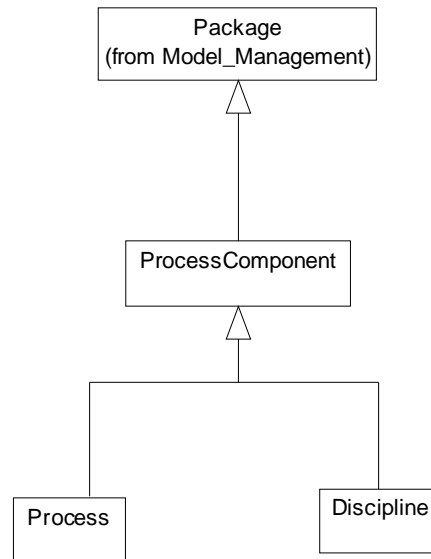 Package
(from Model_Management)
ProcessComponent
Process
Discipline